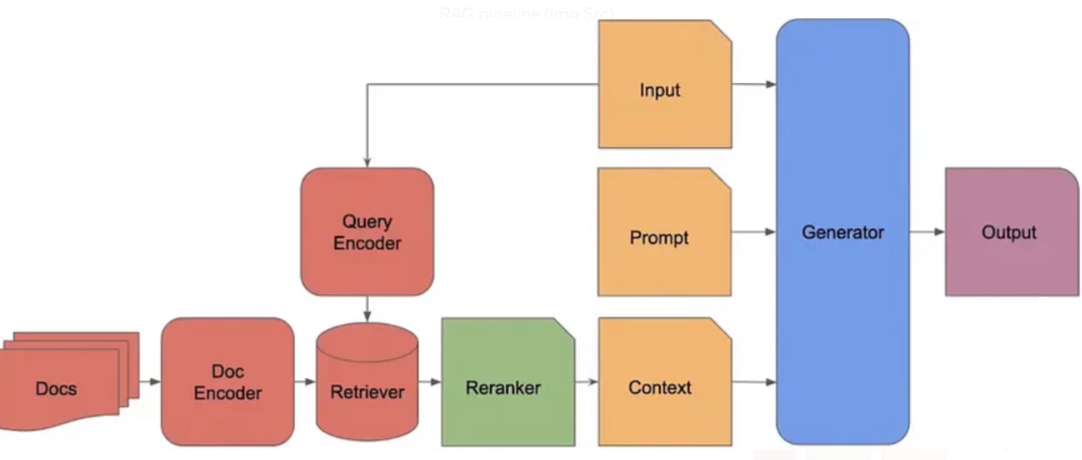 RAG pipeline (Img Src)
Input
Query
Encoder
Prompt
Generator
Output
Docs
Doc
Encoder
Retriever
Reranker
Context